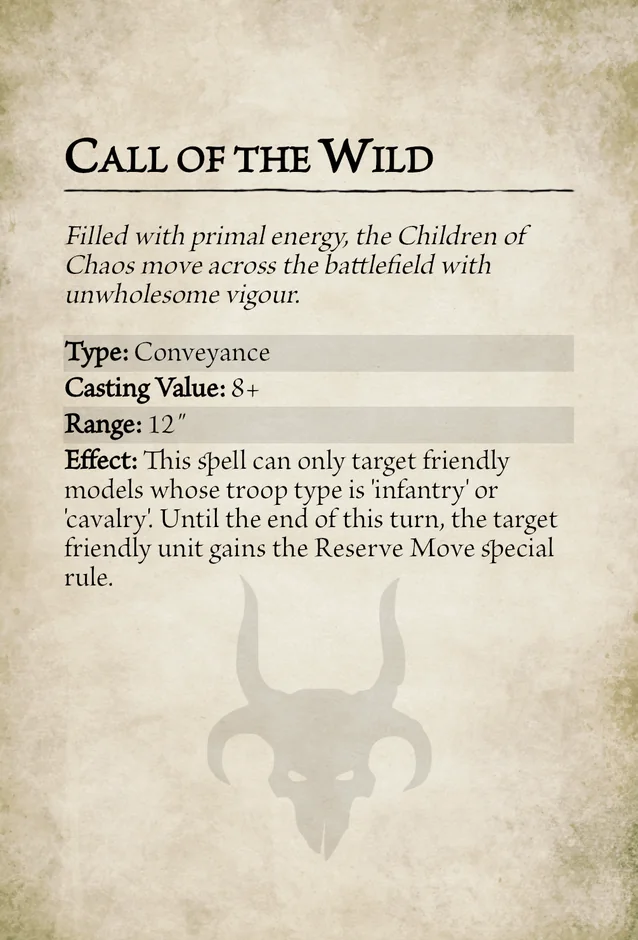 Call of the Wild
Filled with primal energy, the Children of
Chaos move across the battlefield with
unwholesome vigour.
Type: Conveyance
Casting Value: 8+
Range: 12"
Effect: This spell can only target friendly
models whose troop type is 'infantry' or
'cavalry'. Until the end of this turn, the target
friendly unit gains the Reserve Move special
rule.